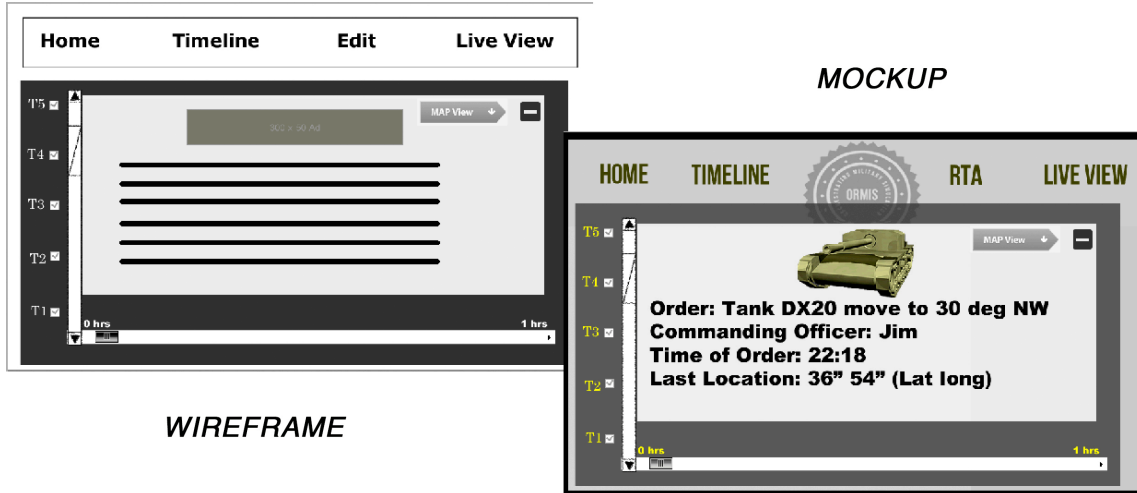 Home Timeline Edit Live View
T5
MAP View
300 x 50 Ad
T4
T3
T2
T1
0 hrs 1 hrs
WIREFRAME
MOCKUP
HOME TIMELINE RTA LIVE VIEW
ORMIS
T5
MAP View
T4
Order: Tank DX20 move to 30 deg NW
Commanding Officer: Jim
T3
Time of Order: 22:18
Last Location: 36” 54” (Lat long)
T2
T1
0 hrs 1 hrs